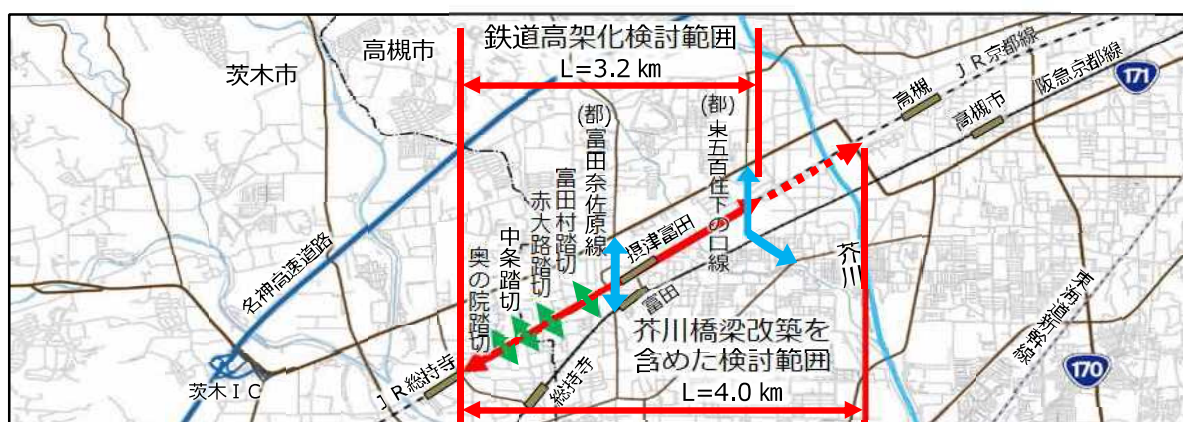 鉄道高架化検討範囲
L=3.2 km
高槻市
茨木市
ＪＲ京都線
阪急京都線
171
高槻
高槻市
(都)富田奈佐原線
(都)東五百住下の口線
富田村踏切
赤大路踏切
中条踏切
奥の院踏切
摂津富田
富田
名神高速道路
芥川
東海道新幹線
芥川橋梁改築を
含めた検討範囲
L=4.0 km
170
茨木ＩＣ
ＪＲ総持寺
総持寺